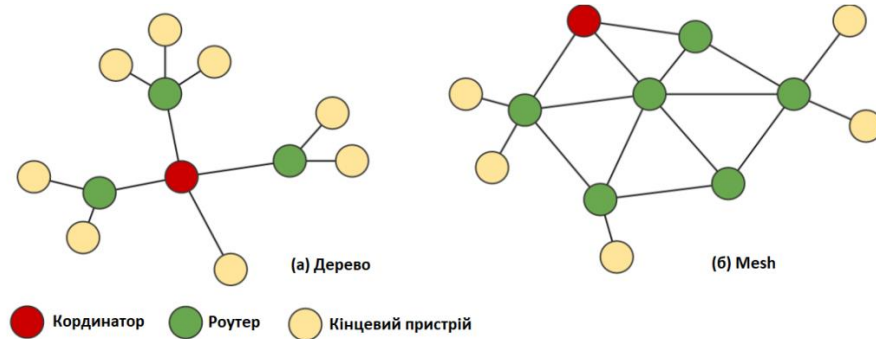 (а) Дерево
(б) Mesh
Кординатор
Роутер
Кінцевий пристрій